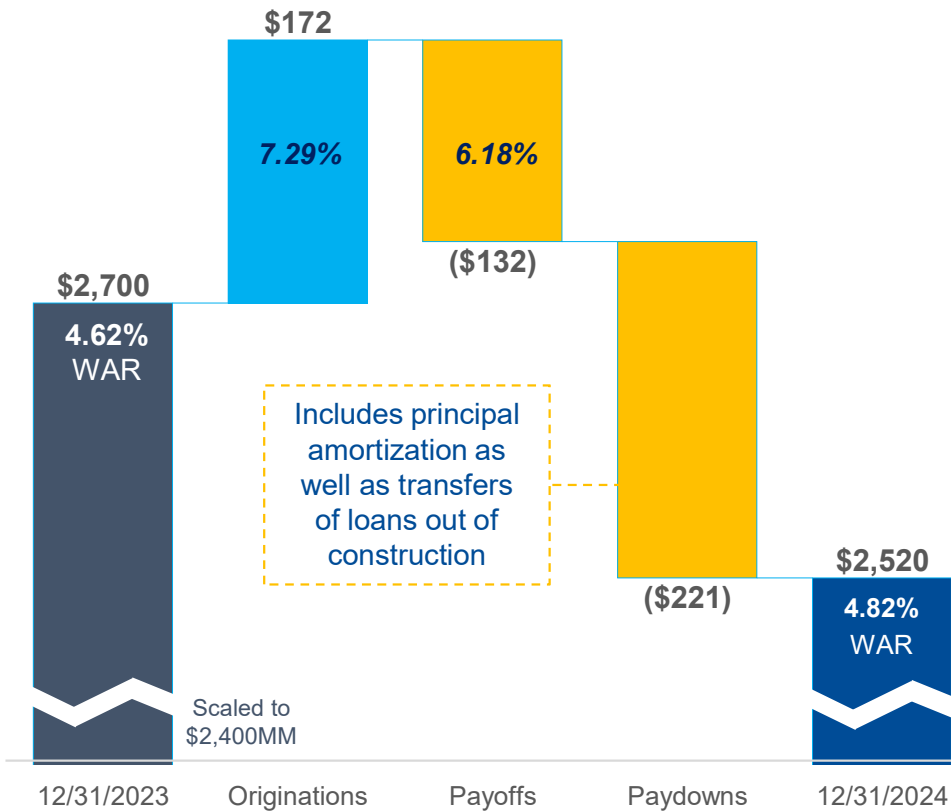 $172
7.29%
6.18%
($132)
$2,700
4.62%
WAR
Includes principal
amortization as
well as transfers
of loans out of
construction
($221)
$2,520
4.82%
WAR
Scaled to
$2,400MM
12/31/2023
Originations
Payoffs
Paydowns
12/31/2024